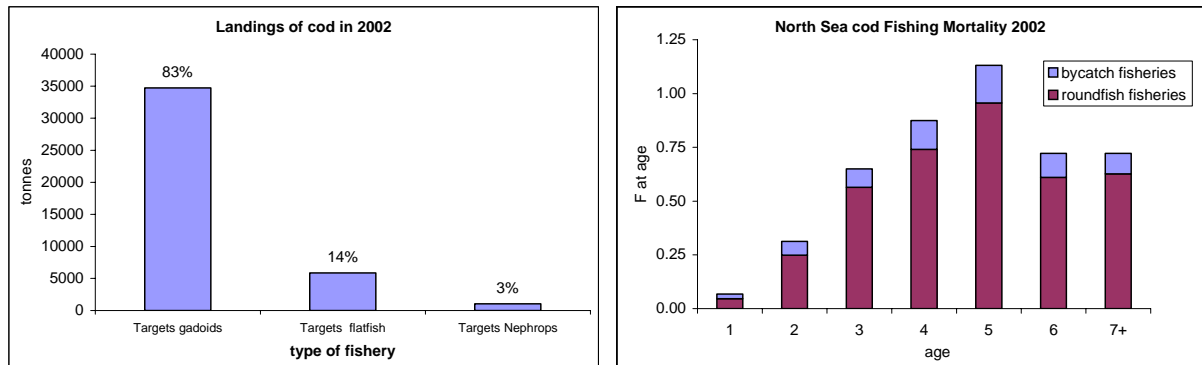 Landings of cod in 2002
40000
35000
30000
25000
20000
15000
10000
5000
0
tonnes
83%
14%
3%
Targets gadoids
Targets flatfish
Targets Nephrops
type of fishery
North Sea cod Fishing Mortality 2002
1.25
1.00
0.75
0.50
0.25
0.00
F at age
bycatch fisheries
roundfish fisheries
1 2 3 4 5 6 7+
age